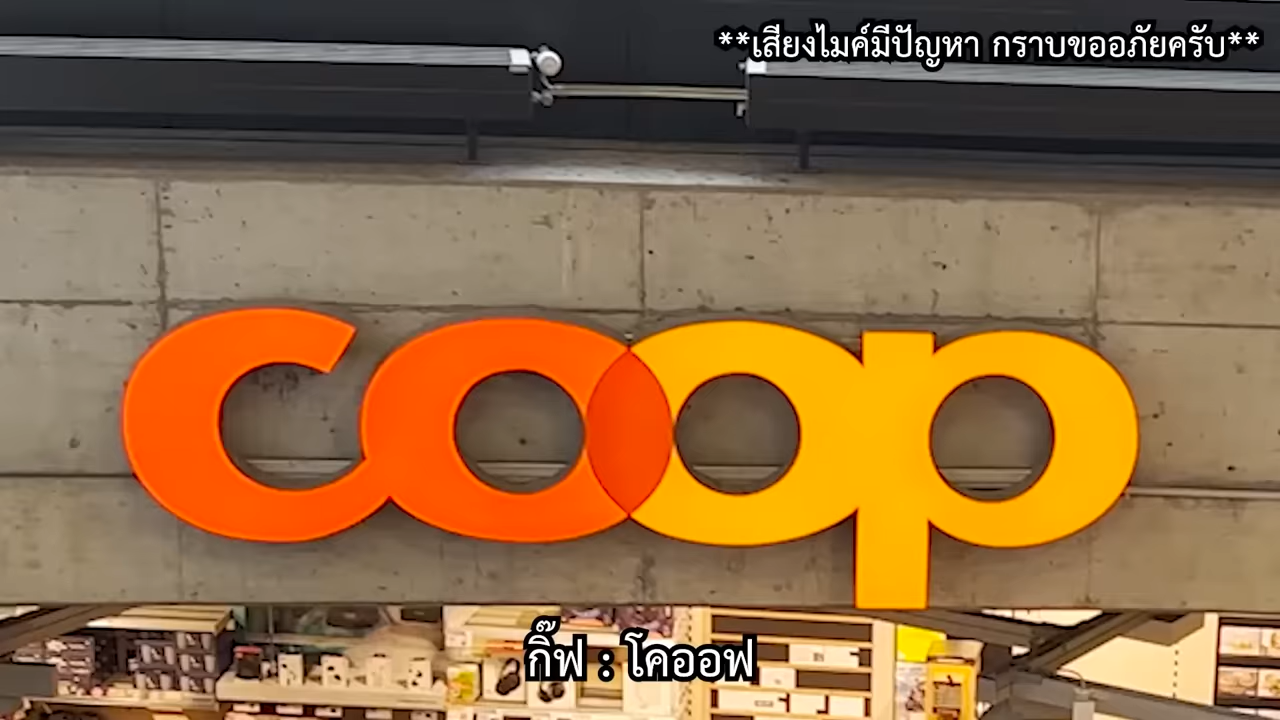 **เสียงไมค์มีปัญหา กราบขออภัยครับ**
coop
กิ๊ฟ : โคออฟ